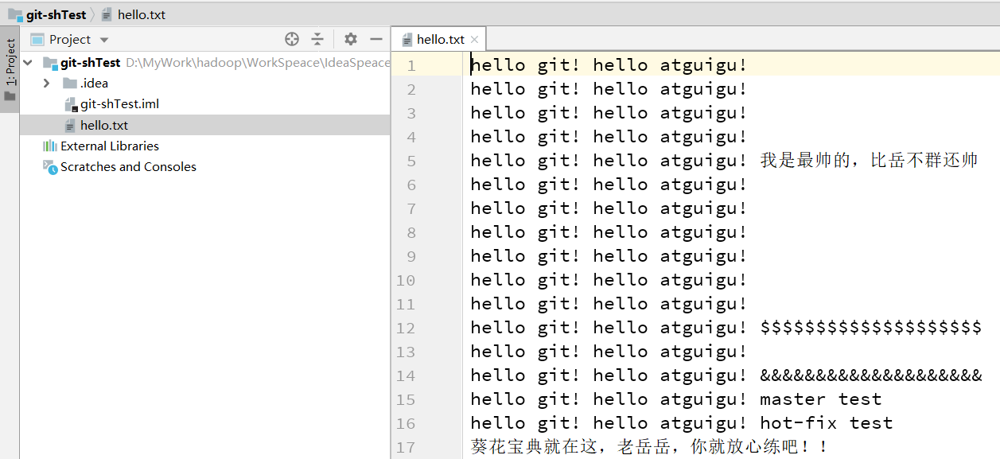 git-shTest hello.txt
Project
hello.txt
1: Project
git-shTest D:\MyWork\hadoop\WorkSpeace\IdeaSpeace
.idea
git-shTest.iml
hello.txt
External Libraries
Scratches and Consoles
1 hello git! hello atguigu!
2 hello git! hello atguigu!
3 hello git! hello atguigu!
4 hello git! hello atguigu!
5 hello git! hello atguigu! 我是最帅的，比岳不群还帅
6 hello git! hello atguigu!
7 hello git! hello atguigu!
8 hello git! hello atguigu!
9 hello git! hello atguigu!
10 hello git! hello atguigu!
11 hello git! hello atguigu!
12 hello git! hello atguigu! $$$$$$$$$$$$$$$$$$$$
13 hello git! hello atguigu!
14 hello git! hello atguigu! &&&&&&&&&&&&&&&&&&&&
15 hello git! hello atguigu! master test
16 hello git! hello atguigu! hot-fix test
17 葵花宝典就在这，老岳岳，你就放心练吧！！